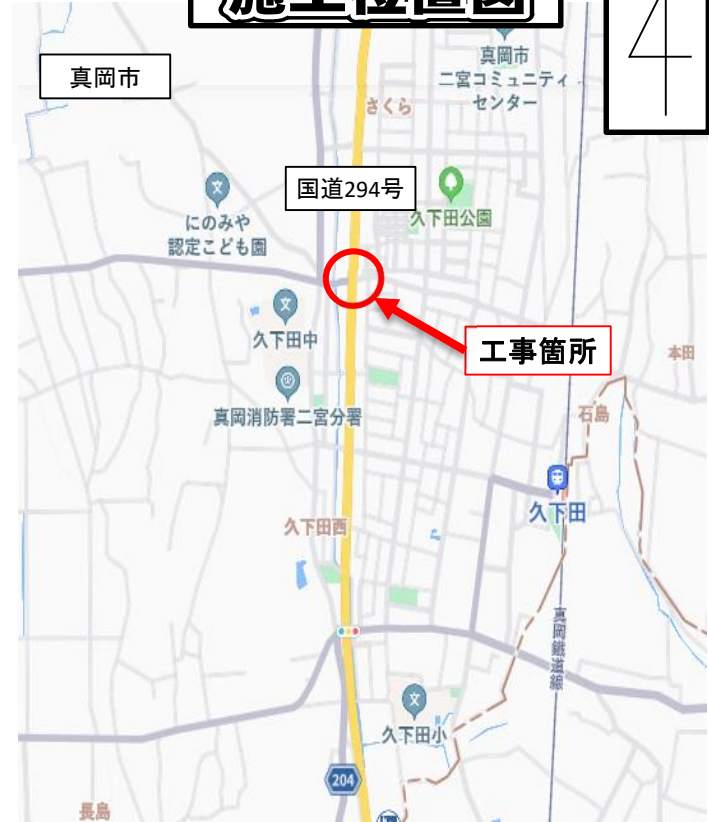 施工位置図
4
真岡市
真岡市
二宮コミュニティ
センター
さくら
国道294号
にのみや
認定こども園
久下田公園
久下田中
工事箇所
本田
真岡消防署二宮分署
石島
久下田
久下田西
真岡鐵道線
久下田小
204
長島